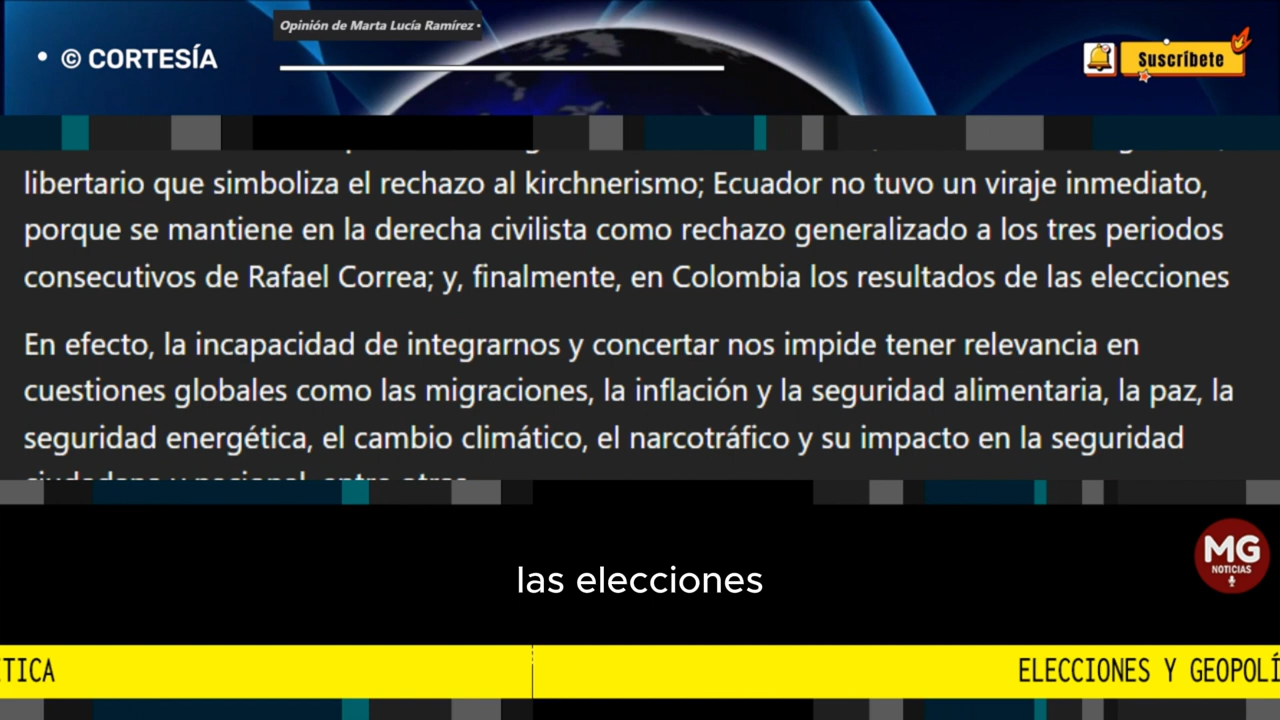 Opinión de Marta Lucía Ramírez •
• © CORTESÍA
Suscríbete
libertario que simboliza el rechazo al kirchnerismo; Ecuador no tuvo un viraje inmediato,
porque se mantiene en la derecha civilista como rechazo generalizado a los tres periodos
consecutivos de Rafael Correa; y, finalmente, en Colombia los resultados de las elecciones
En efecto, la incapacidad de integrarnos y concertar nos impide tener relevancia en
cuestiones globales como las migraciones, la inflación y la seguridad alimentaria, la paz, la
seguridad energética, el cambio climático, el narcotráfico y su impacto en la seguridad
MG
NOTICIAS
las elecciones
ÍTICA
ELECCIONES Y GEOPOLÍ